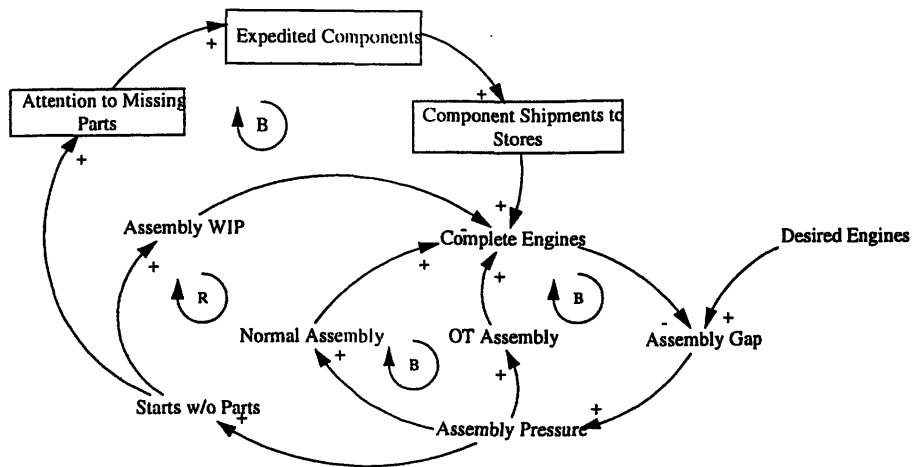 Expedited Components
+
Attention to Missing
Parts
+
Component Shipments to
Stores
B
+
+
Assembly WIP
-
Complete Engines
Desired Engines
+
+
+
R
B
Normal Assembly
OT Assembly
-
+
Assembly Gap
+
B
+
Starts w/o Parts
+
Assembly Pressure
+